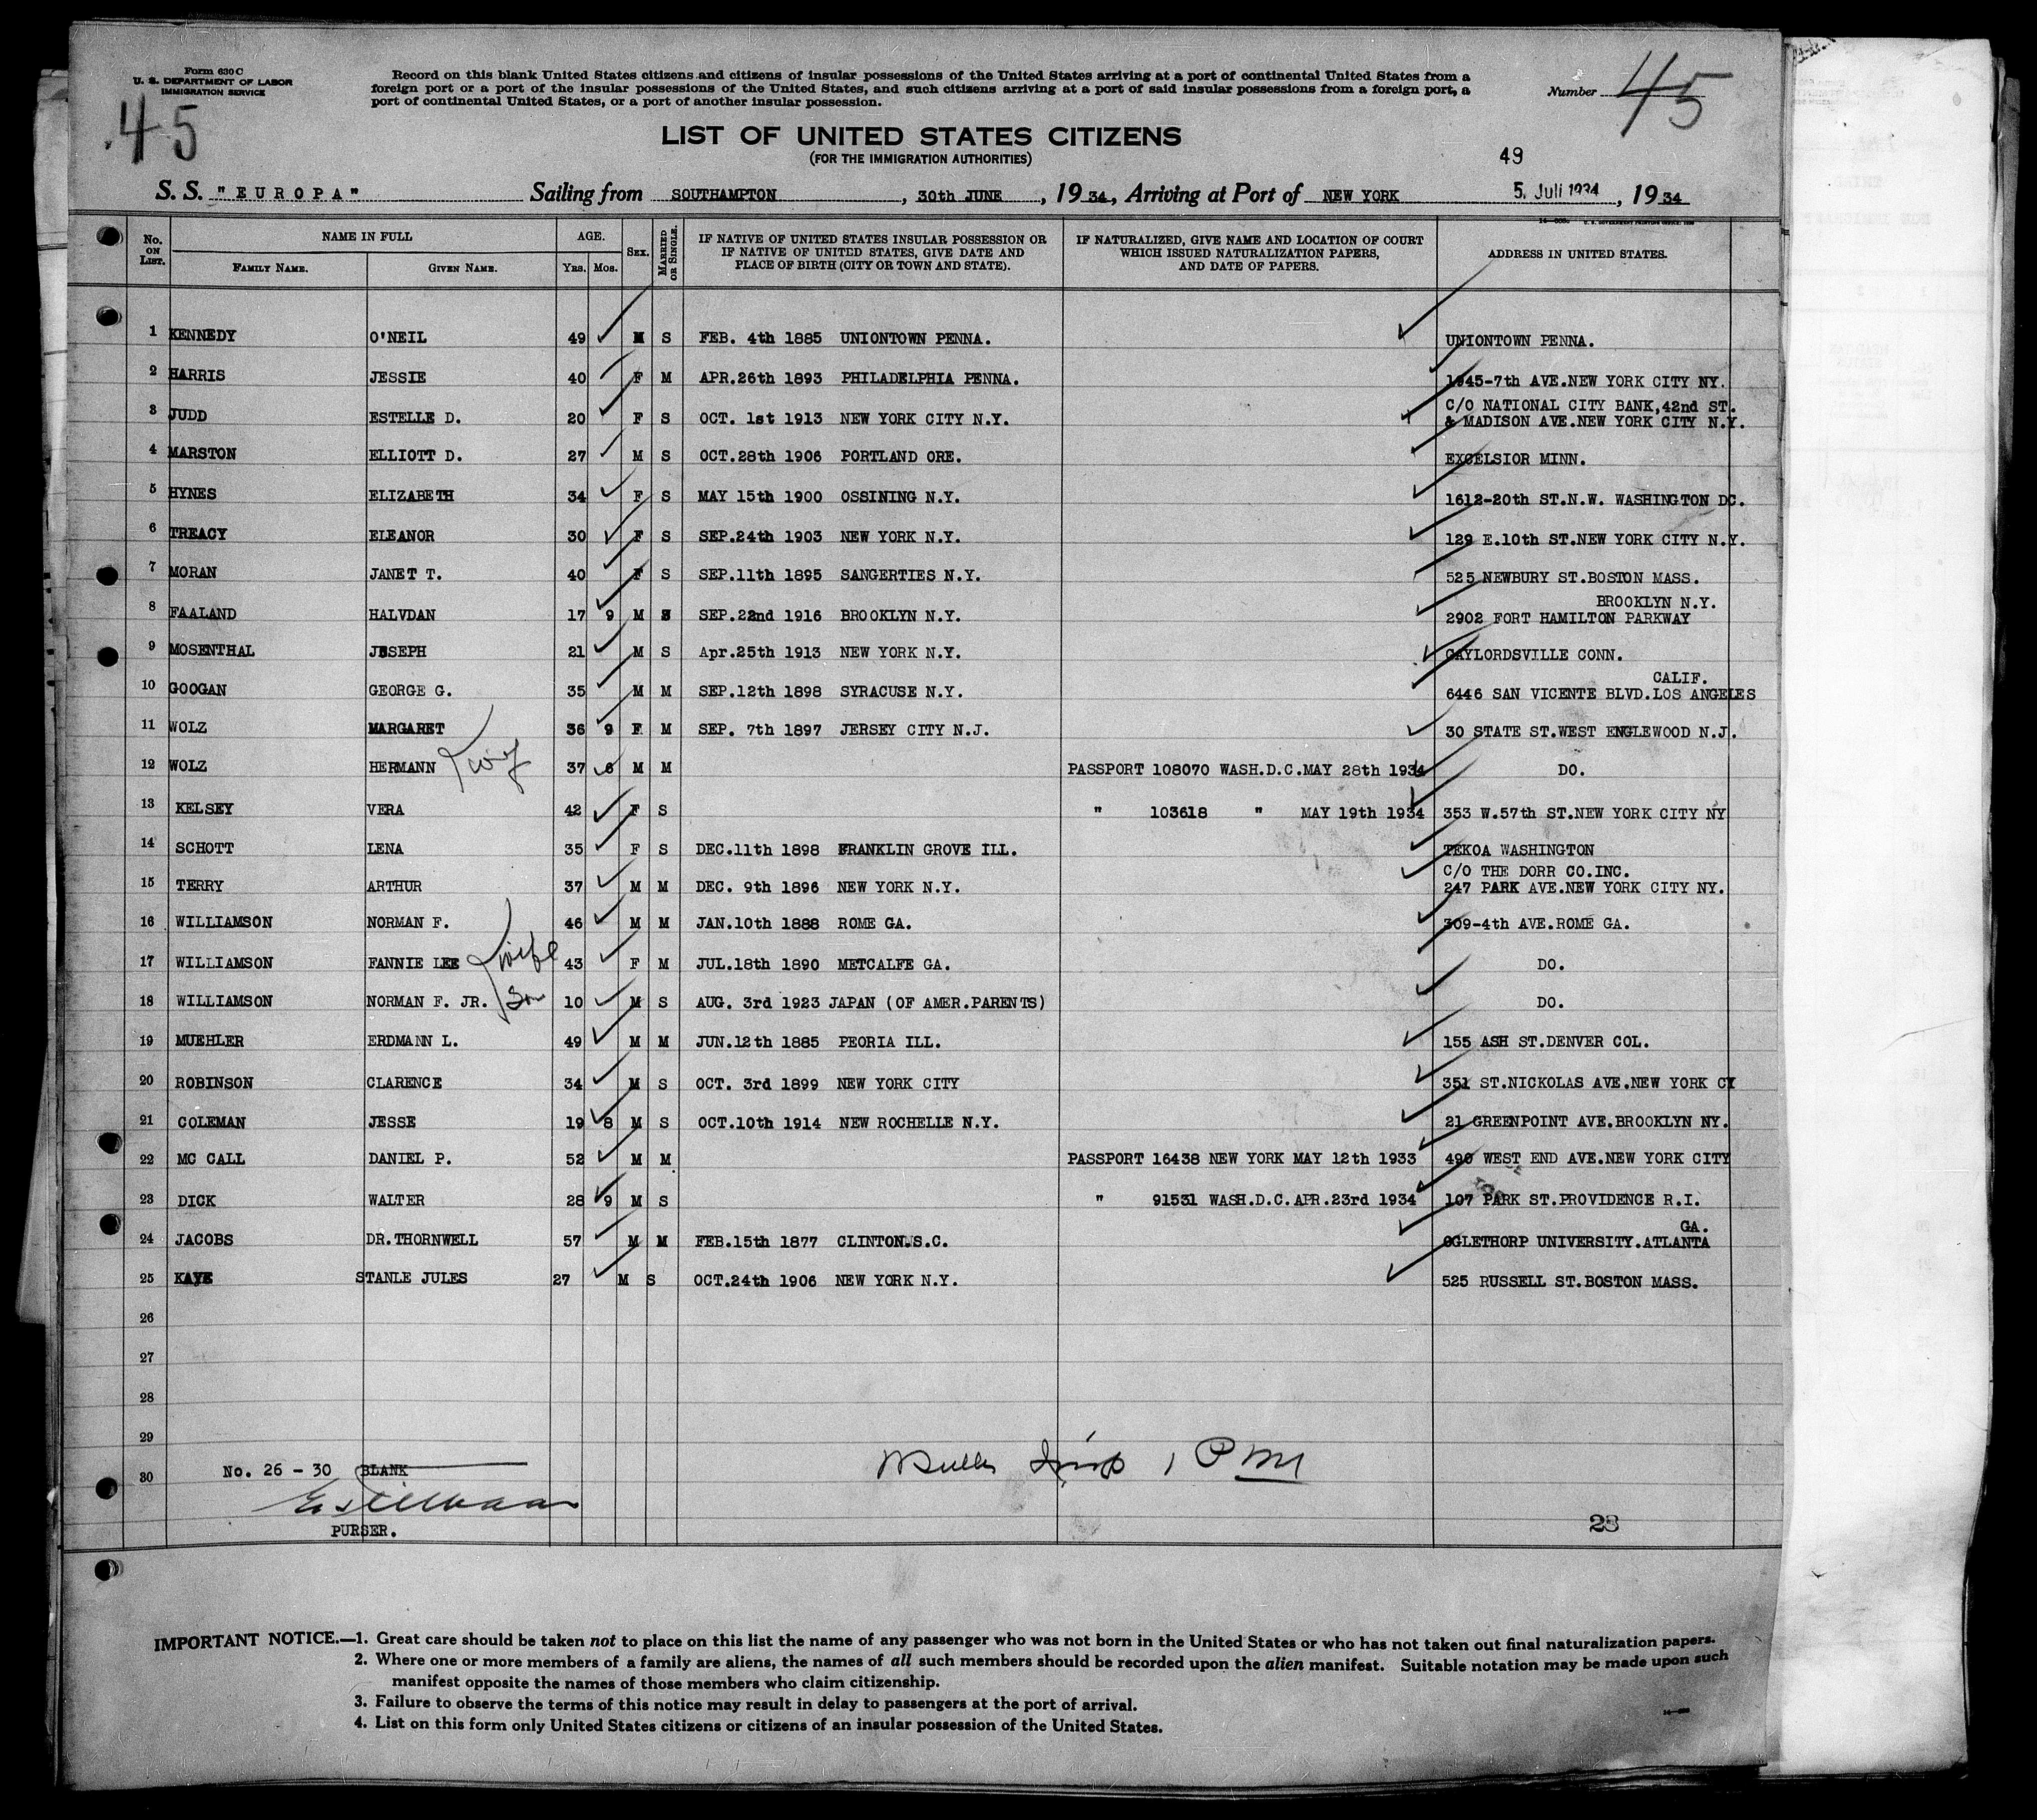 Form 630 C
U. S. DEPARTMENT OF LABOR
IMMIGRATION SERVICE
45
Record on this blank United States citizens and citizens of insular possessions of the United States arriving at a port of continental United States from a
foreign port or a port of the insular possessions of the United States, and such citizens arriving at a port of said insular possessions from a foreign port, a
port of continental United States, or a port of another insular possession.
Number 45
LIST OF UNITED STATES CITIZENS
(FOR THE IMMIGRATION AUTHORITIES)
49
S. S. "EUROPA" Sailing from SOUTHAMPTON, 30th JUNE, 1934, Arriving at Port of NEW YORK 5. Juli 1934, 1934
No. ON LIST. NAME IN FULL FAMILY NAME. GIVEN NAME. AGE. Yrs. Mos. SEX. MARRIED OR SINGLE. IF NATIVE OF UNITED STATES INSULAR POSSESSION OR IF NATIVE OF UNITED STATES, GIVE DATE AND PLACE OF BIRTH (CITY OR TOWN AND STATE). IF NATURALIZED, GIVE NAME AND LOCATION OF COURT WHICH ISSUED NATURALIZATION PAPERS, AND DATE OF PAPERS. ADDRESS IN UNITED STATES.
1 KENNEDY O'NEIL 49 M S FEB. 4th 1885 UNIONTOWN PENNA. UNIONTOWN PENNA.
2 HARRIS JESSIE 40 F M APR.26th 1893 PHILADELPHIA PENNA. 1945-7th AVE.NEW YORK CITY NY.
3 JUDD ESTELLE D. 20 F S OCT. 1st 1913 NEW YORK CITY N.Y. C/O NATIONAL CITY BANK,42nd ST.
& MADISON AVE.NEW YORK CITY N.Y.
4 MARSTON ELLIOTT D. 27 M S OCT.28th 1906 PORTLAND ORE. EXCELSIOR MINN.
5 HYNES ELIZABETH 34 F S MAY 15th 1900 OSSINING N.Y. 1612-20th ST.N.W. WASHINGTON DC.
6 TREACY ELEANOR 30 F S SEP.24th 1903 NEW YORK N.Y. 129 E.10th ST.NEW YORK CITY N.Y.
7 MORAN JANET T. 40 F S SEP.11th 1895 SANGERTIES N.Y. 525 NEWBURY ST.BOSTON MASS.
BROOKLYN N.Y.
8 FAALAND HALVDAN 17 9 M S SEP.22nd 1916 BROOKLYN N.Y. 2902 FORT HAMILTON PARKWAY
9 MOSENTHAL JOSEPH 21 M S Apr.25th 1913 NEW YORK N.Y. GAYLORDSVILLE CONN.
CALIF.
10 GOOGAN GEORGE G. 35 M M SEP.12th 1898 SYRACUSE N.Y. 6446 SAN VICENTE BLVD.LOS ANGELES
11 WOLZ MARGARET 36 9 F M SEP. 7th 1897 JERSEY CITY N.J. 30 STATE ST.WEST ENGLEWOOD N.J.
12 WOLZ HERMANN 37 6 M M PASSPORT 108070 WASH.D.C.MAY 28th 1934 DO.
13 KELSEY VERA 42 F S " 103618 " MAY 19th 1934 353 W.57th ST.NEW YORK CITY NY
14 SCHOTT LENA 35 F S DEC.11th 1898 FRANKLIN GROVE ILL. TEKOA WASHINGTON
C/O THE DORR CO.INC.
15 TERRY ARTHUR 37 M M DEC. 9th 1896 NEW YORK N.Y. 247 PARK AVE.NEW YORK CITY NY.
16 WILLIAMSON NORMAN F. 46 M M JAN.10th 1888 ROME GA. 309-4th AVE.ROME GA.
17 WILLIAMSON FANNIE LEE wife 43 F M JUL.18th 1890 METCALFE GA. DO.
18 WILLIAMSON NORMAN F. JR. Son 10 M S AUG. 3rd 1923 JAPAN (OF AMER.PARENTS) DO.
19 MUEHLER ERDMANN L. 49 M M JUN.12th 1885 PEORIA ILL. 155 ASH ST.DENVER COL.
20 ROBINSON CLARENCE 34 M S OCT. 3rd 1899 NEW YORK CITY 351 ST.NICKOLAS AVE.NEW YORK CY
21 COLEMAN JESSE 19 8 M S OCT.10th 1914 NEW ROCHELLE N.Y. 21 GREENPOINT AVE.BROOKLYN NY.
22 MC CALL DANIEL P. 52 M M PASSPORT 16438 NEW YORK MAY 12th 1933 490 WEST END AVE.NEW YORK CITY
23 DICK WALTER 28 9 M S " 91531 WASH.D.C.APR.23rd 1934 107 PARK ST.PROVIDENCE R.I.
GA.
24 JACOBS DR.THORNWELL 57 M M FEB.15th 1877 CLINTON.S.C. OGLETHORP UNIVERSITY.ATLANTA
25 KAYE STANLE JULES 27 M S OCT.24th 1906 NEW YORK N.Y. 525 RUSSELL ST.BOSTON MASS.
26
27
28
29
30 No. 26 - 30 BLANK
PURSER.
23
IMPORTANT NOTICE.—1. Great care should be taken not to place on this list the name of any passenger who was not born in the United States or who has not taken out final naturalization papers.
2. Where one or more members of a family are aliens, the names of all such members should be recorded upon the alien manifest. Suitable notation may be made upon such
manifest opposite the names of those members who claim citizenship.
3. Failure to observe the terms of this notice may result in delay to passengers at the port of arrival.
4. List on this form only United States citizens or citizens of an insular possession of the United States.